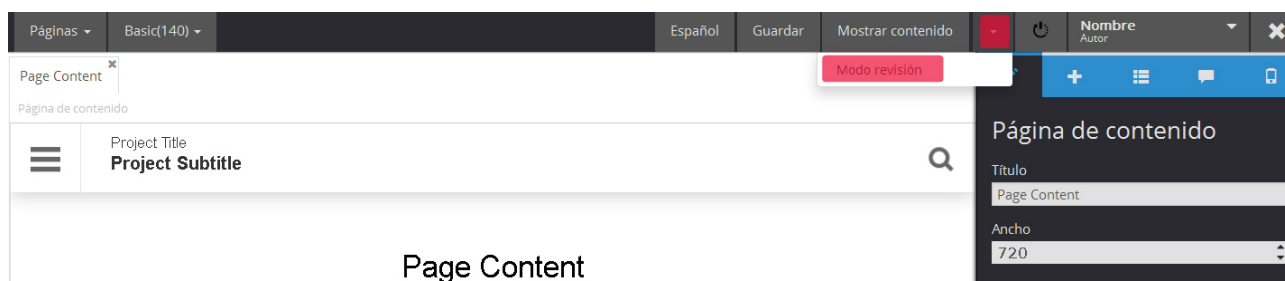 Páginas Basic(140) Español Guardar Mostrar contenido Nombre
Autor
Modo revisión
Page Content
Página de contenido
Project Title
Project Subtitle
Page Content
Página de contenido
Título
Page Content
Ancho
720